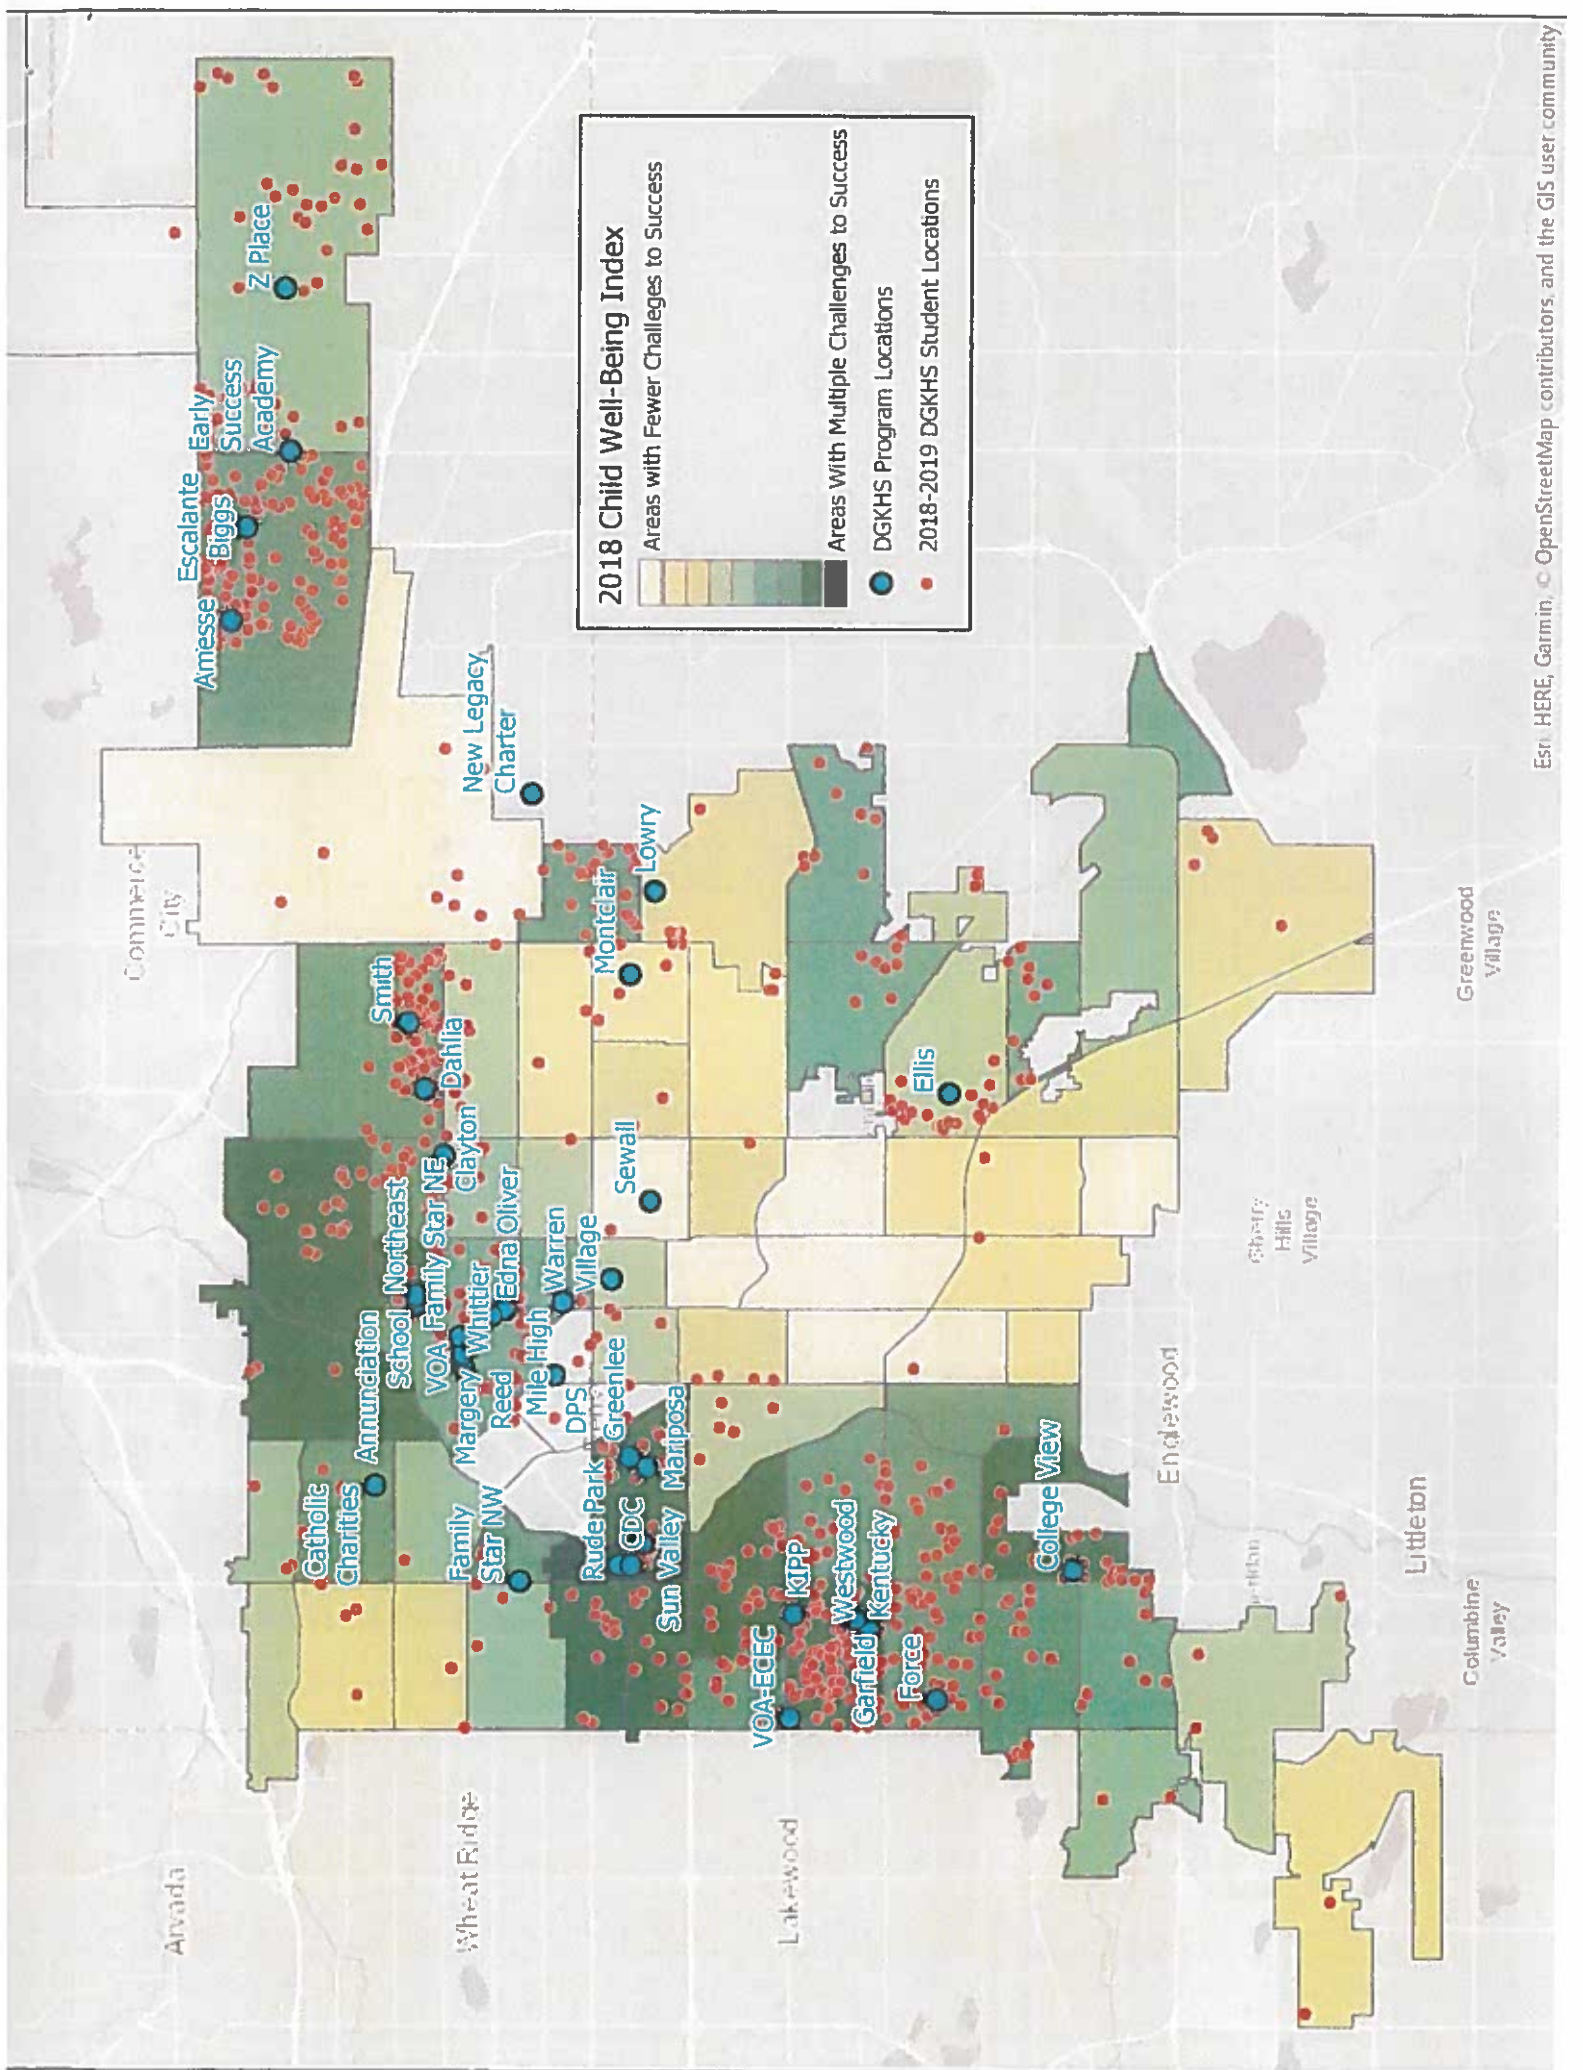 Arvada
Commerce
City
Wheat Ridge
Lakewood
Englewood
Cherry
Hills
Village
Greenwood
Village
Littleton
Columbine
Valley
Amesse
Escalante
Biggs
Early
Success
Academy
Z Place
New Legacy
Charter
Lowry
Montclair
Smith
Dahlia
Clayton
Northeast
Family Star NE
Edna Oliver
Whittier
Annunciation
School
VOA
Margery
Reed
Mile High
Warren
Village
Sewall
DPS
Greenlee
Mariposa
Rude Park
CDC
Sun Valley
Catholic
Charities
Family
Star NW
Ellis
College View
KIPP
Westwood
Kentucky
Garfield
Force
VOA-ECEC
2018 Child Well-Being Index
Areas with Fewer Challeges to Success
Areas With Multiple Challenges to Success
DGKHS Program Locations
2018-2019 DGKHS Student Locations
Esri, HERE, Garmin, © OpenStreetMap contributors, and the GIS user community